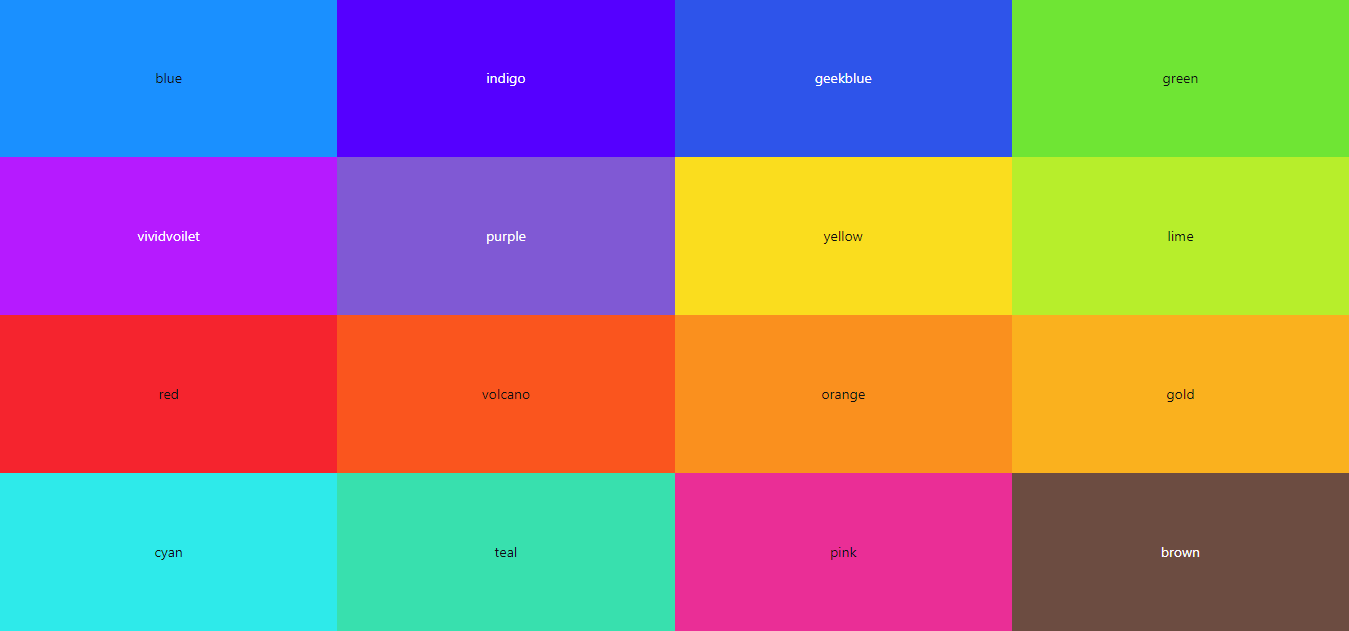 blue
indigo
geekblue
green
vividvoilet
purple
yellow
lime
red
volcano
orange
gold
cyan
teal
pink
brown